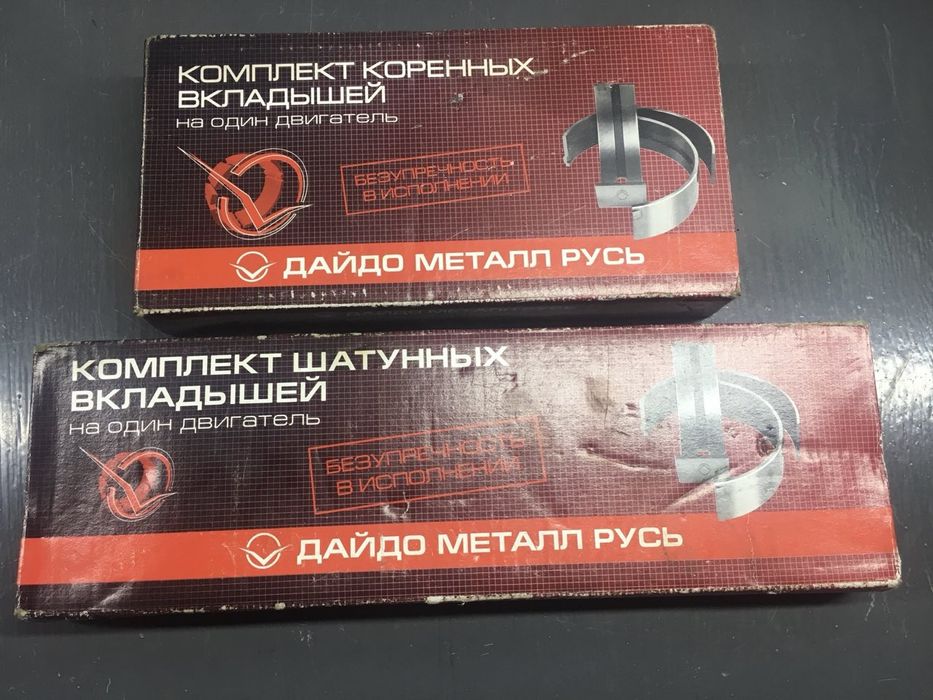 КОМПЛЕКТ КОРЕННЫХ
ВКЛАДЫШЕЙ
на один двигатель
БЕЗУПРЕЧНОСТЬ
В ИСПОЛНЕНИИ
ДАЙДО МЕТАЛЛ РУСЬ
КОМПЛЕКТ ШАТУННЫХ
ВКЛАДЫШЕЙ
на один двигатель
БЕЗУПРЕЧНОСТЬ
В ИСПОЛНЕНИИ
ДАЙДО МЕТАЛЛ РУСЬ